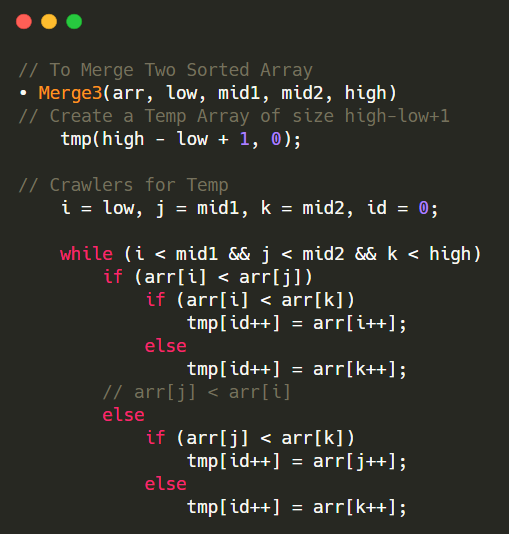 // To Merge Two Sorted Array
• Merge3(arr, low, mid1, mid2, high)
// Create a Temp Array of size high-low+1
    tmp(high - low + 1, 0);

// Crawlers for Temp
    i = low, j = mid1, k = mid2, id = 0;

    while (i < mid1 && j < mid2 && k < high)
        if (arr[i] < arr[j])
            if (arr[i] < arr[k])
                tmp[id++] = arr[i++];
            else
                tmp[id++] = arr[k++];
        // arr[j] < arr[i]
        else
            if (arr[j] < arr[k])
                tmp[id++] = arr[j++];
            else
                tmp[id++] = arr[k++];